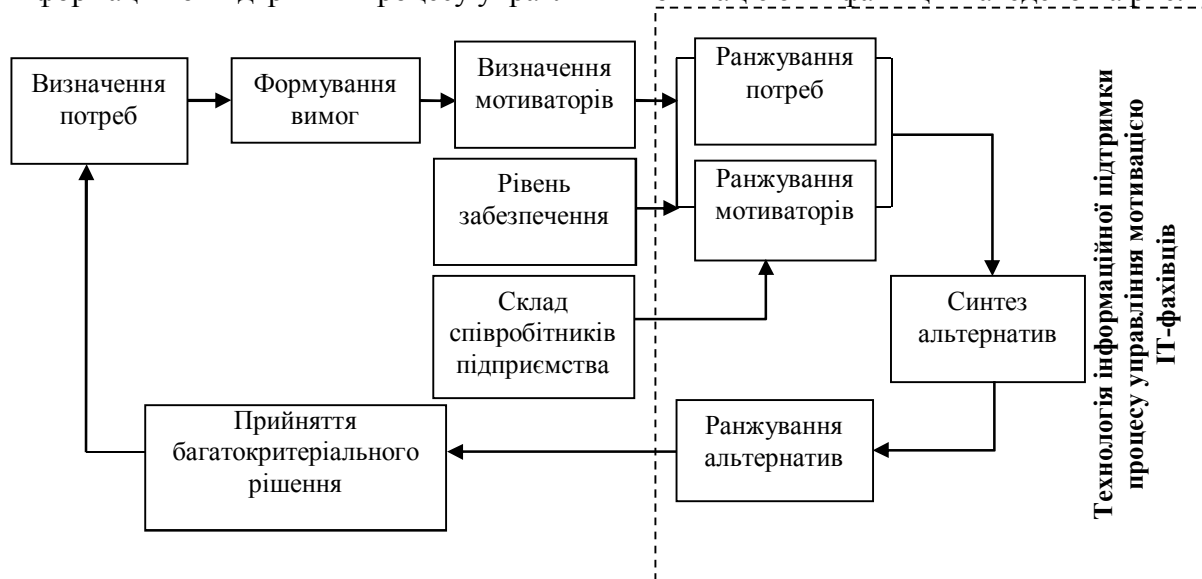 Визначення
потреб
Формування
вимог
Визначення
мотиваторів
Ранжування
потреб
Рівень
забезпечення
Ранжування
мотиваторів
Склад
співробітників
підприємства
Синтез
альтернатив
Прийняття
багатокритеріального
рішення
Ранжування
альтернатив
Технологія інформаційної підтримки
процесу управління мотивацією
ІТ-фахівців